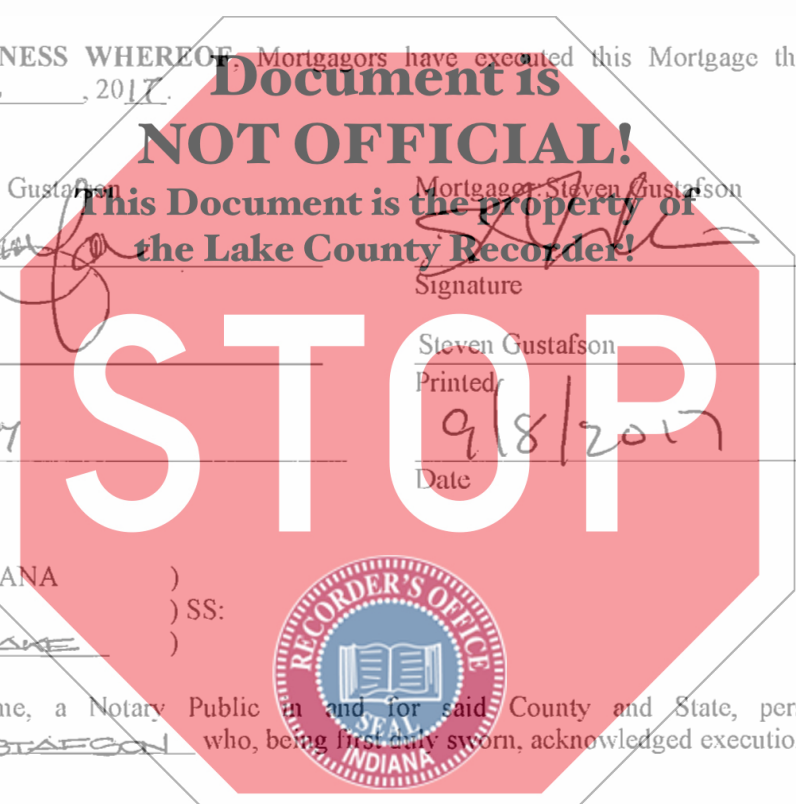 NESS WHEREOF, Mortgagors have executed this Mortgage th
, 2017.
Document is
NOT OFFICIAL!
This Document is the property of
the Lake County Recorder!
Gustafson
Mortgagor: Steven Gustafson
Signature
Steven Gustafson
Printed
9/8/2017
Date
STOP
ANA )
) SS:
LAKE )
RECORDER'S OFFICE
SEAL
INDIANA
me, a Notary Public in and for said County and State, per
STAFSON who, being first duly sworn, acknowledged executio